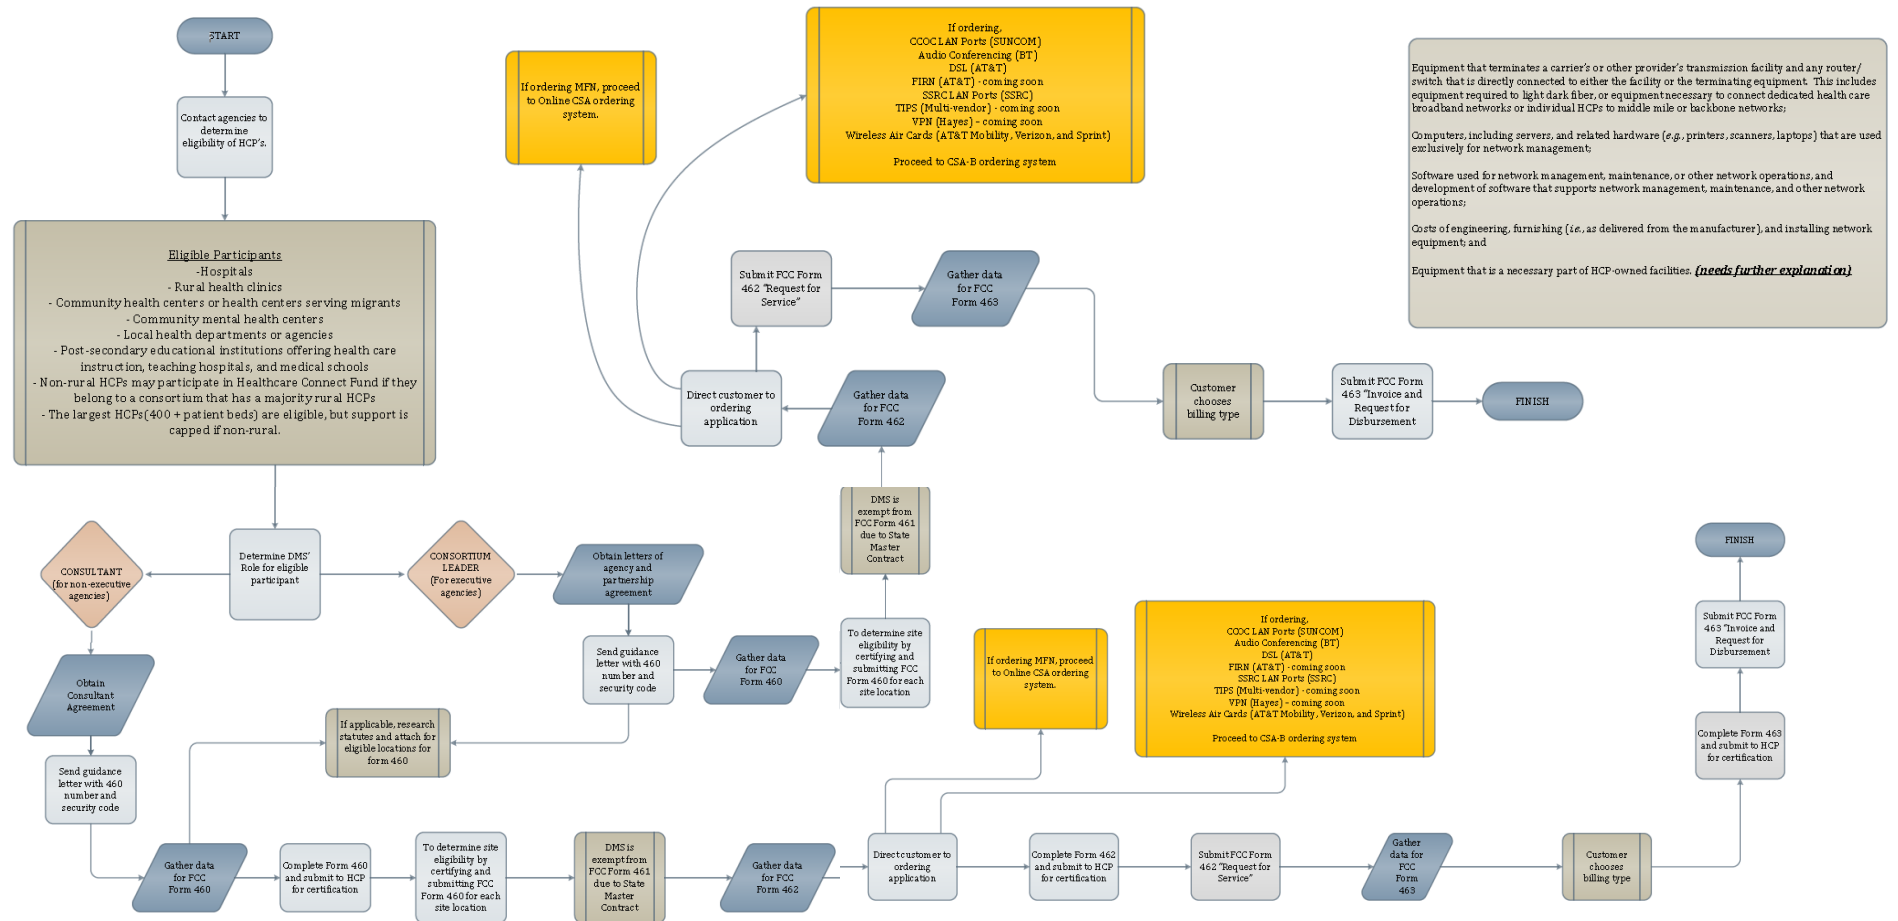 START
Contact agencies to
determine
eligibility of HCP's.
Eligible Participants
-Hospitals
- Rural health clinics
- Community health centers or health centers serving migrants
- Community mental health centers
- Local health departments or agencies
- Post-secondary educational institutions offering health care
instruction, teaching hospitals, and medical schools
- Non-rural HCPs may participate in Healthcare Connect Fund if they
belong to a consortium that has a majority rural HCPs
- The largest HCPs(400 + patient beds) are eligible, but support is
capped if non-rural.
Determine DMS'
Role for eligible
participant
CONSULTANT
(for non-executive
agencies)
Obtain
Consultant
Agreement
Send guidance
letter with 460
number and
security code
Gather data
for FCC
Form 460
If applicable, research
statutes and attach for
eligible locations for
form 460
Complete Form 460
and submit to HCP
for certification
To determine site
eligibility by
certifying and
submitting FCC
Form 460 for each
site location
DMS is
exempt from
FCC Form 461
due to State
Master
Contract
Gather data
for FCC
Form 462
Direct customer to
ordering
application
If ordering MFN, proceed
to Online CSA ordering
system.
If ordering,
CCOC LAN Ports (SUNCOM)
Audio Conferencing (BT)
DSL (AT&T)
FIRN (AT&T) - coming soon
SSRC LAN Ports (SSRC)
TIPS (Multi-vendor) - coming soon
VPN (Hayes) - coming soon
Wireless Air Cards (AT&T Mobility, Verizon, and Sprint)
Proceed to CSA-B ordering system
Complete Form 462
and submit to HCP
for certification
Submit FCC Form
462 "Request for
Service"
Gather
data for
FCC
Form
463
Customer
chooses
billing type
Complete Form 463
and submit to HCP
for certification
Submit FCC Form
463 "Invoice and
Request for
Disbursement
FINISH
CONSORTIUM
LEADER
(For executive
agencies)
Obtain letters of
agency and
partnership
agreement
Send guidance
letter with 460
number and
security code
Gather data
for FCC
Form 460
To determine site
eligibility by
certifying and
submitting FCC
Form 460 for each
site location
DMS is
exempt from
FCC Form 461
due to State
Master
Contract
Gather data
for FCC
Form 462
Direct customer to
ordering
application
If ordering MFN, proceed
to Online CSA ordering
system.
If ordering,
CCOC LAN Ports (SUNCOM)
Audio Conferencing (BT)
DSL (AT&T)
FIRN (AT&T) - coming soon
SSRC LAN Ports (SSRC)
TIPS (Multi-vendor) - coming soon
VPN (Hayes) - coming soon
Wireless Air Cards (AT&T Mobility, Verizon, and Sprint)
Proceed to CSA-B ordering system
Submit FCC Form
462 "Request for
Service"
Gather data
for FCC
Form 463
Customer
chooses
billing type
Submit FCC Form
463 "Invoice and
Request for
Disbursement
FINISH
Equipment that terminates a carrier's or other provider's transmission facility and any router/
switch that is directly connected to either the facility or the terminating equipment. This includes
equipment required to light dark fiber, or equipment necessary to connect dedicated health care
broadband networks or individual HCPs to middle mile or backbone networks;
Computers, including servers, and related hardware (e.g., printers, scanners, laptops) that are used
exclusively for network management;
Software used for network management, maintenance, or other network operations, and
development of software that supports network management, maintenance, and other network
operations;
Costs of engineering, furnishing (i.e., as delivered from the manufacturer), and installing network
equipment; and
Equipment that is a necessary part of HCP-owned facilities. (needs further explanation)